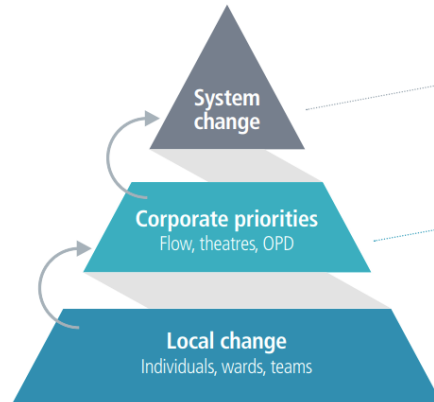 System
change
Corporate priorities
Flow, theatres, OPD
Local change
Individuals, wards, teams